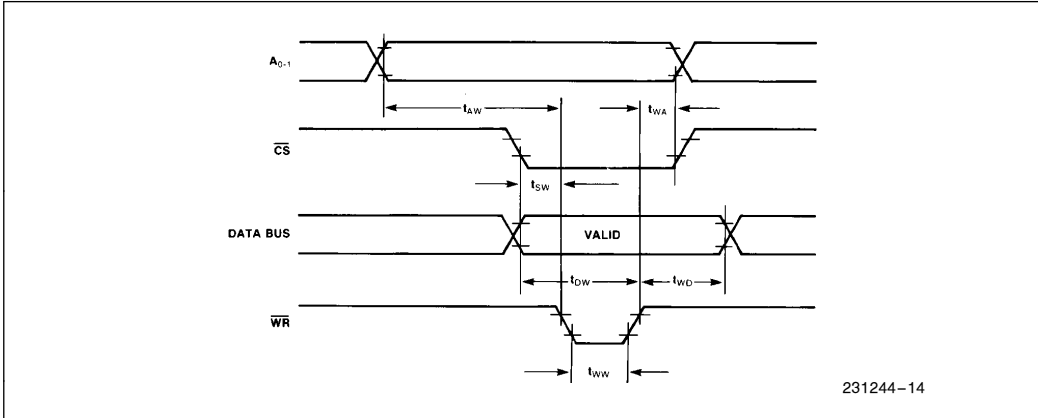 A0-1
tAW
tWA
CS
tSW
DATA BUS
VALID
tDW
tWD
WR
tWW
231244-14